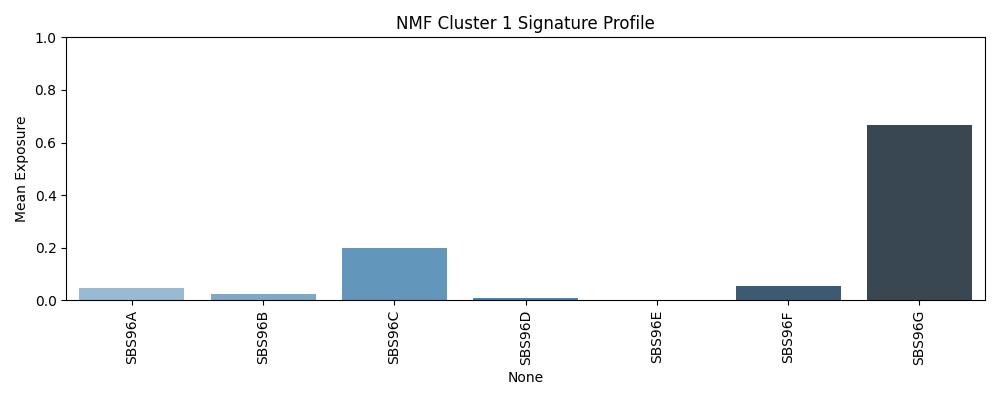 NMF Cluster 1 Signature Profile
1.0
0.8
0.6
0.4
0.2
0.0
Mean Exposure
SBS96A
SBS96B
SBS96C
SBS96D
SBS96E
SBS96F
SBS96G
None